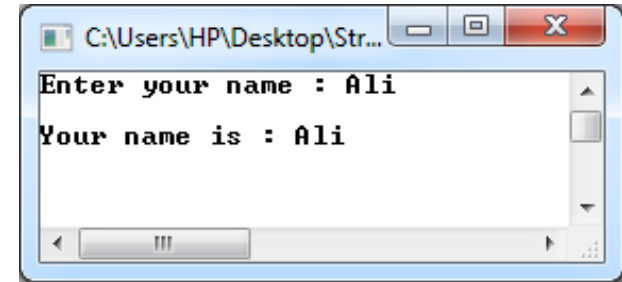 C:\Users\HP\Desktop\Str...
Enter your name : Ali
Your name is : Ali